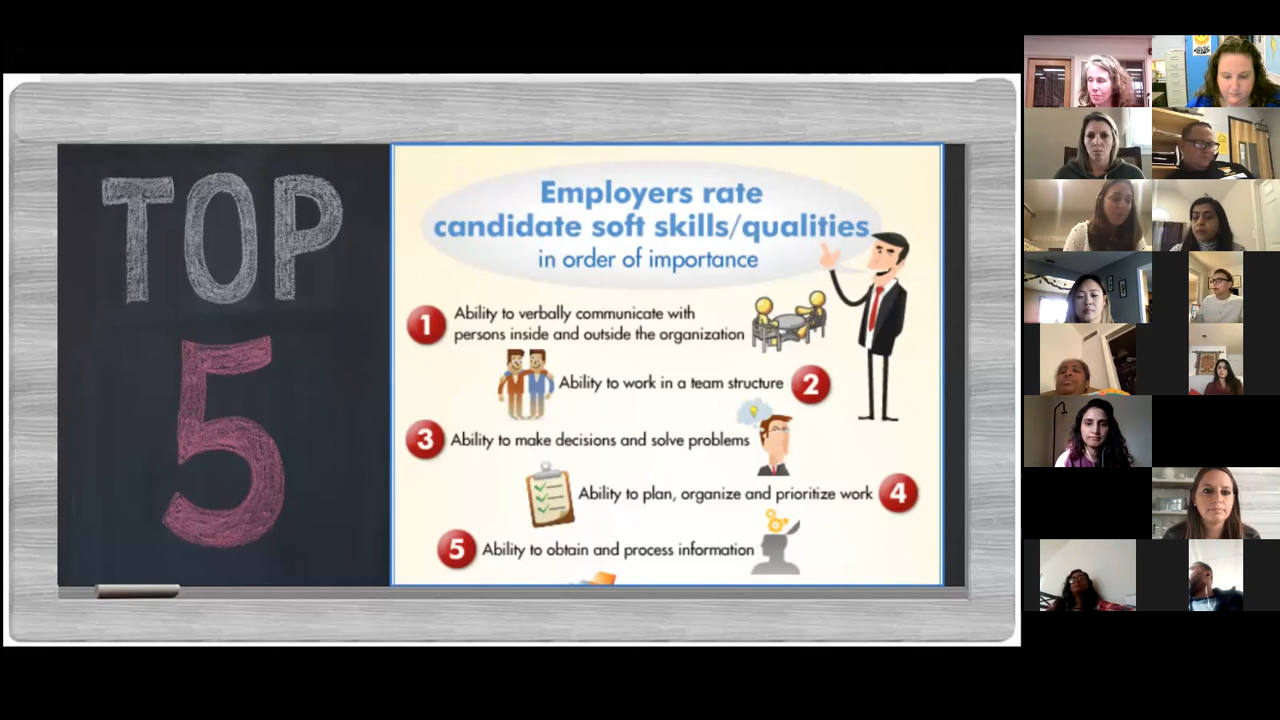 TOP
5
Employers rate
candidate soft skills/qualities
in order of importance
1 Ability to verbally communicate with
persons inside and outside the organization
Ability to work in a team structure 2
3 Ability to make decisions and solve problems
Ability to plan, organize and prioritize work 4
5 Ability to obtain and process information